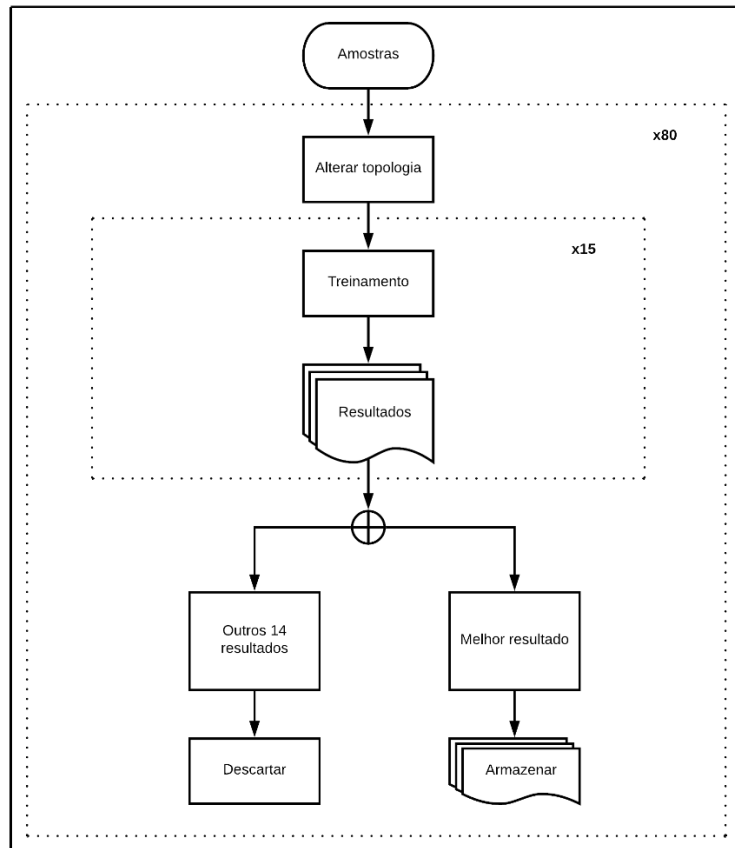 Amostras
x80
Alterar topologia
x15
Treinamento
Resultados
Outros 14
resultados
Melhor resultado
Descartar
Armazenar